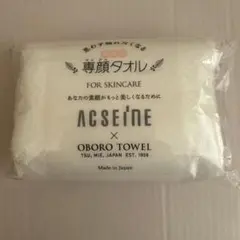 専顔タオル
FOR SKINCARE
あなたの素顔がもっと美しくなるために
ACSEINE
×
OBORO TOWEL
TSU, MIE, JAPAN EST. 1908
Made in Japan